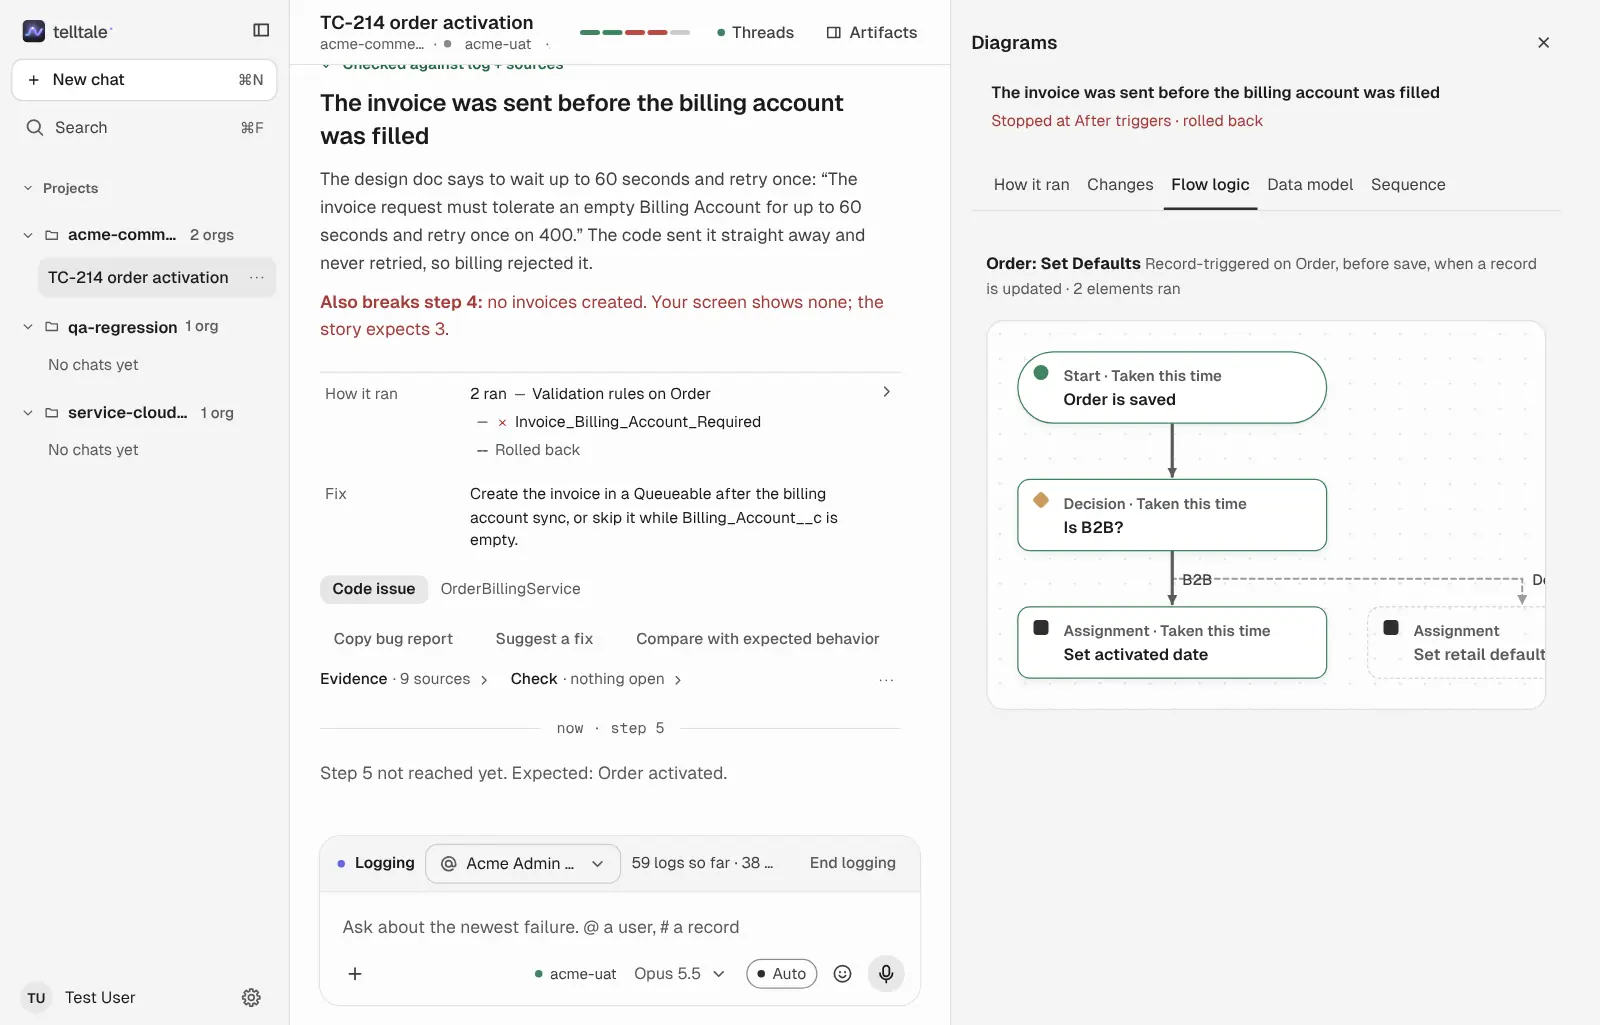 telltale
New chat ⌘N
Search ⌘F
Projects
acme-comm... 2 orgs
TC-214 order activation ...
qa-regression 1 org
No chats yet
service-cloud... 1 org
No chats yet
TU Test User
TC-214 order activation
acme-comme... · acme-uat ·
Threads
Artifacts
Checked against log + sources
The invoice was sent before the billing account
was filled
The design doc says to wait up to 60 seconds and retry once: “The
invoice request must tolerate an empty Billing Account for up to 60
seconds and retry once on 400.” The code sent it straight away and
never retried, so billing rejected it.
Also breaks step 4: no invoices created. Your screen shows none; the
story expects 3.
How it ran 2 ran — Validation rules on Order
— × Invoice_Billing_Account_Required
-- Rolled back
Fix Create the invoice in a Queueable after the billing
account sync, or skip it while Billing_Account__c is
empty.
Code issue OrderBillingService
Copy bug report Suggest a fix Compare with expected behavior
Evidence · 9 sources Check · nothing open ...
now · step 5
Step 5 not reached yet. Expected: Order activated.
Logging @ Acme Admin ... 59 logs so far · 38 ... End logging
Ask about the newest failure. @ a user, # a record
+ acme-uat Opus 5.5 Auto
Diagrams
The invoice was sent before the billing account was filled
Stopped at After triggers · rolled back
How it ran Changes Flow logic Data model Sequence
Order: Set Defaults Record-triggered on Order, before save, when a record
is updated · 2 elements ran
Start · Taken this time
Order is saved
Decision · Taken this time
Is B2B?
B2B
Assignment · Taken this time
Set activated date
Assignment
Set retail default